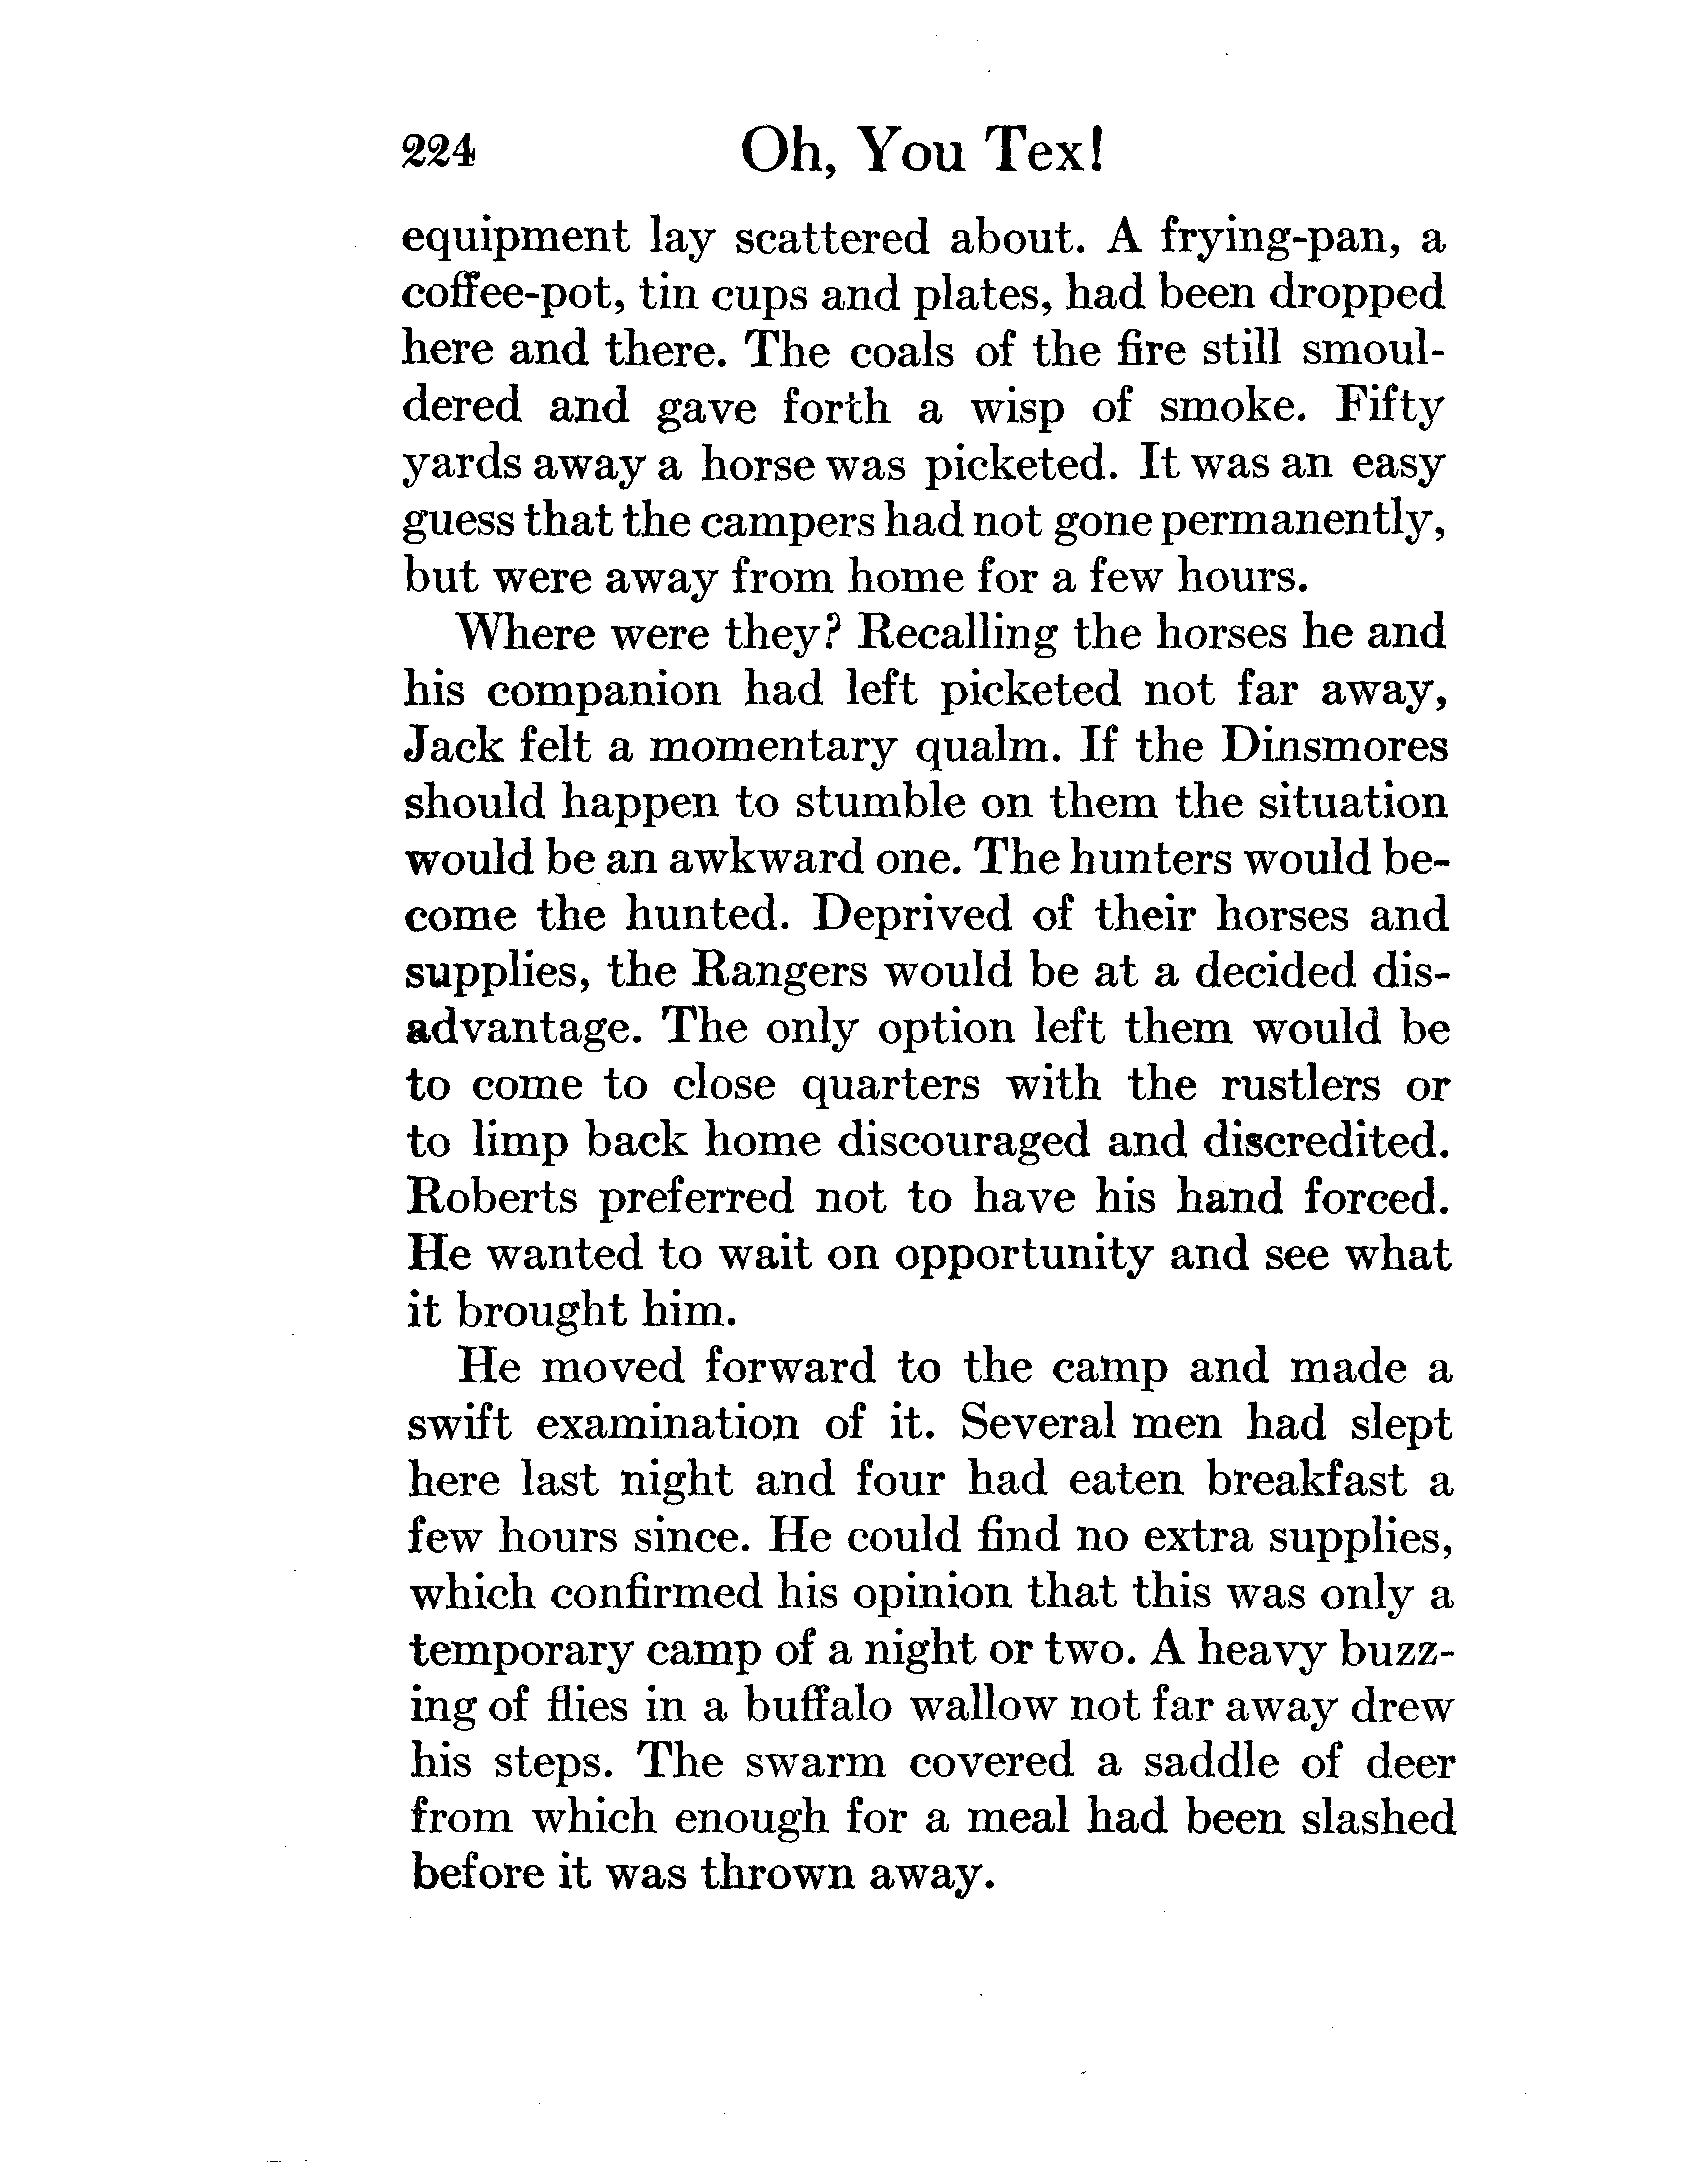 224 Oh, You Tex!
equipment lay scattered about. A frying-pan, a
coffee-pot, tin cups and plates, had been dropped
here and there. The coals of the fire still smoul-
dered and gave forth a wisp of smoke. Fifty
yards away a horse was picketed. It was an easy
guess that the campers had not gone permanently,
but were away from home for a few hours.
Where were they? Recalling the horses he and
his companion had left picketed not far away,
Jack felt a momentary qualm. If the Dinsmores
should happen to stumble on them the situation
would be an awkward one. The hunters would be-
come the hunted. Deprived of their horses and
supplies, the Rangers would be at a decided dis-
advantage. The only option left them would be
to come to close quarters with the rustlers or
to limp back home discouraged and discredited.
Roberts preferred not to have his hand forced.
He wanted to wait on opportunity and see what
it brought him.
He moved forward to the camp and made a
swift examination of it. Several men had slept
here last night and four had eaten breakfast a
few hours since. He could find no extra supplies,
which confirmed his opinion that this was only a
temporary camp of a night or two. A heavy buzz-
ing of flies in a buffalo wallow not far away drew
his steps. The swarm covered a saddle of deer
from which enough for a meal had been slashed
before it was thrown away.